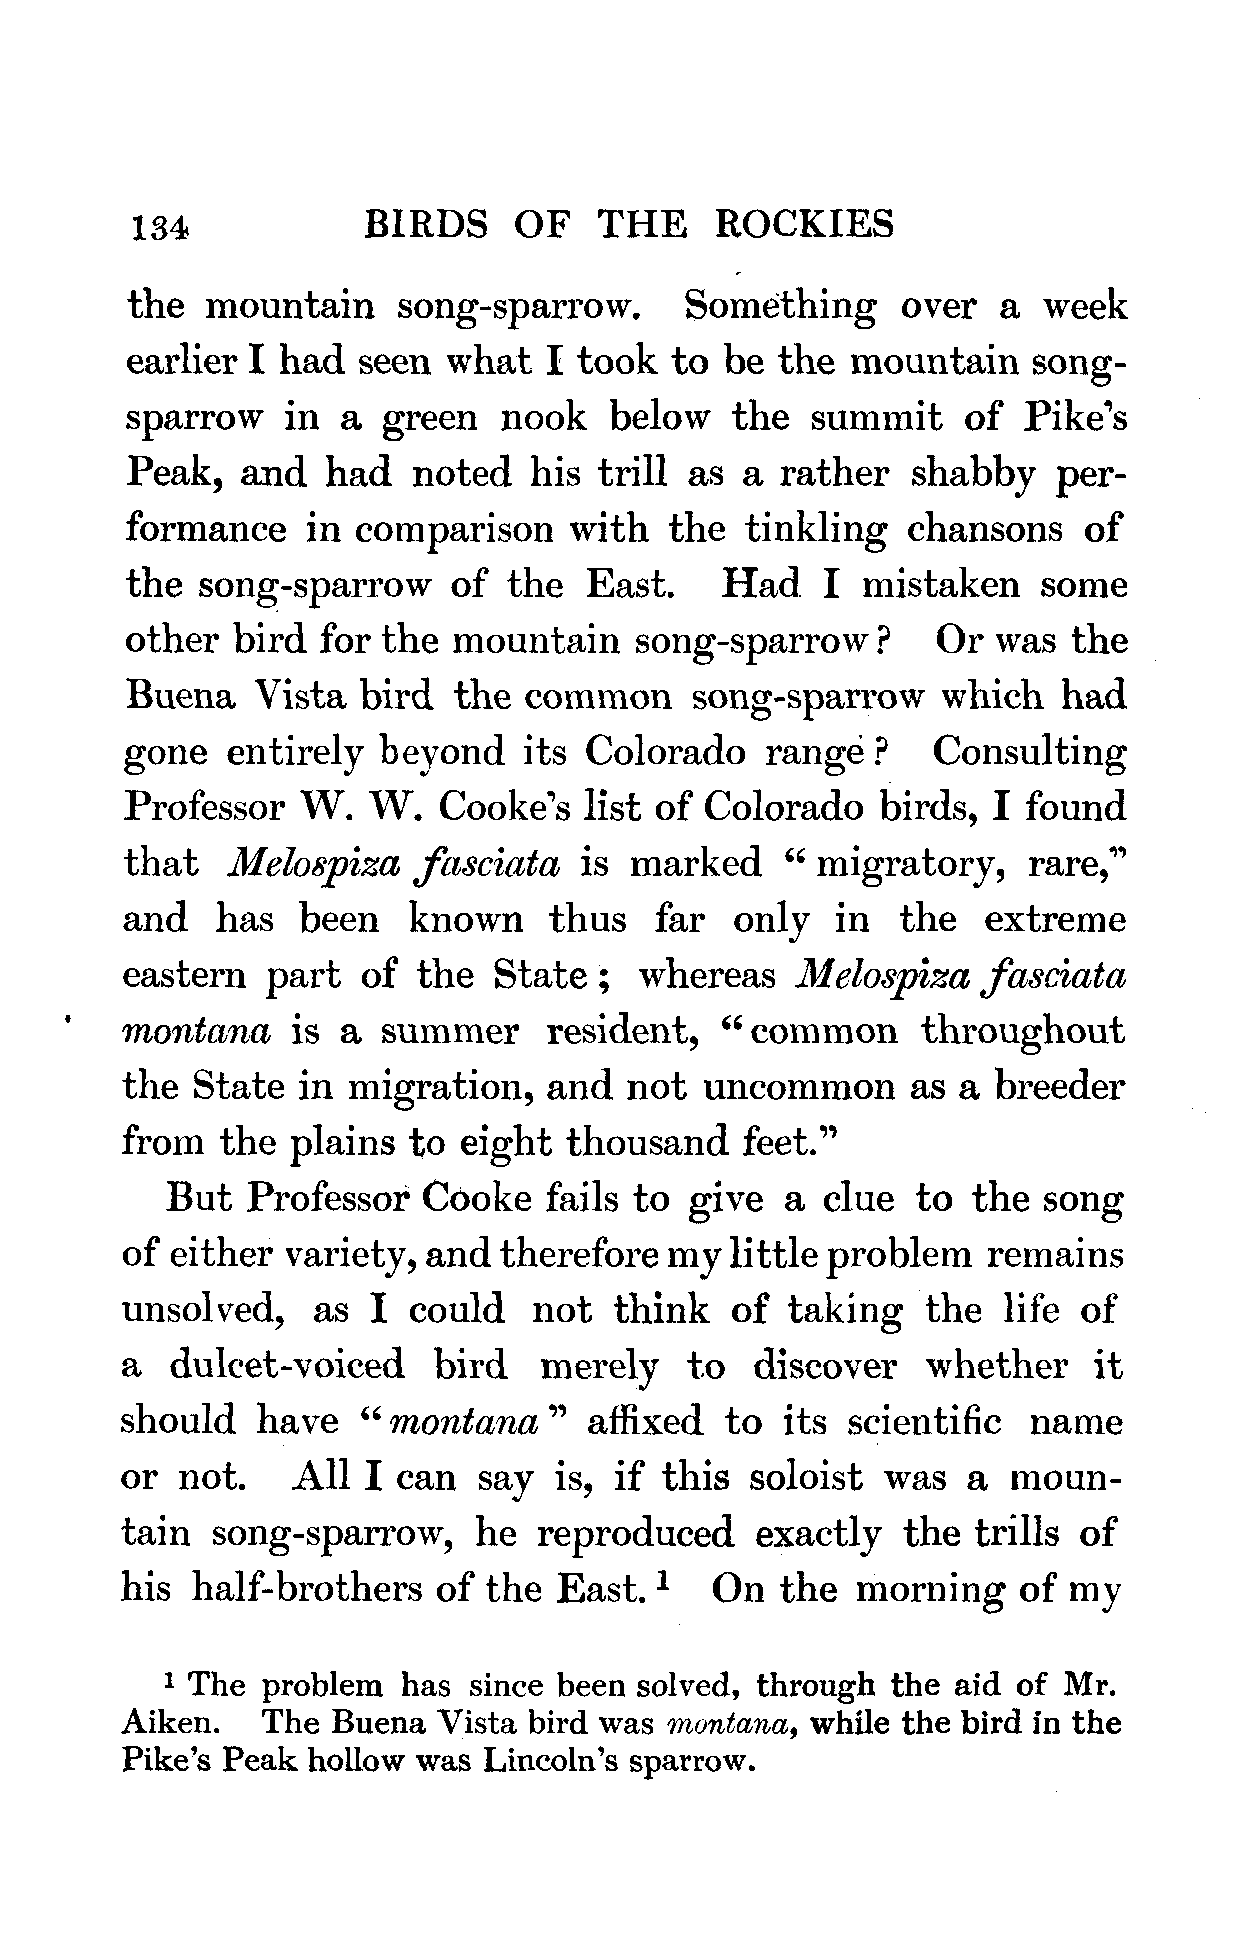 134 BIRDS OF THE ROCKIES
the mountain song-sparrow. Something over a week
earlier I had seen what I took to be the mountain song-
sparrow in a green nook below the summit of Pike's
Peak, and had noted his trill as a rather shabby per-
formance in comparison with the tinkling chansons of
the song-sparrow of the East. Had I mistaken some
other bird for the mountain song-sparrow? Or was the
Buena Vista bird the common song-sparrow which had
gone entirely beyond its Colorado range? Consulting
Professor W. W. Cooke's list of Colorado birds, I found
that Melospiza fasciata is marked "migratory, rare,"
and has been known thus far only in the extreme
eastern part of the State; whereas Melospiza fasciata
montana is a summer resident, "common throughout
the State in migration, and not uncommon as a breeder
from the plains to eight thousand feet."
But Professor Cooke fails to give a clue to the song
of either variety, and therefore my little problem remains
unsolved, as I could not think of taking the life of
a dulcet-voiced bird merely to discover whether it
should have "montana" affixed to its scientific name
or not. All I can say is, if this soloist was a moun-
tain song-sparrow, he reproduced exactly the trills of
his half-brothers of the East.¹ On the morning of my
¹ The problem has since been solved, through the aid of Mr.
Aiken. The Buena Vista bird was montana, while the bird in the
Pike's Peak hollow was Lincoln's sparrow.